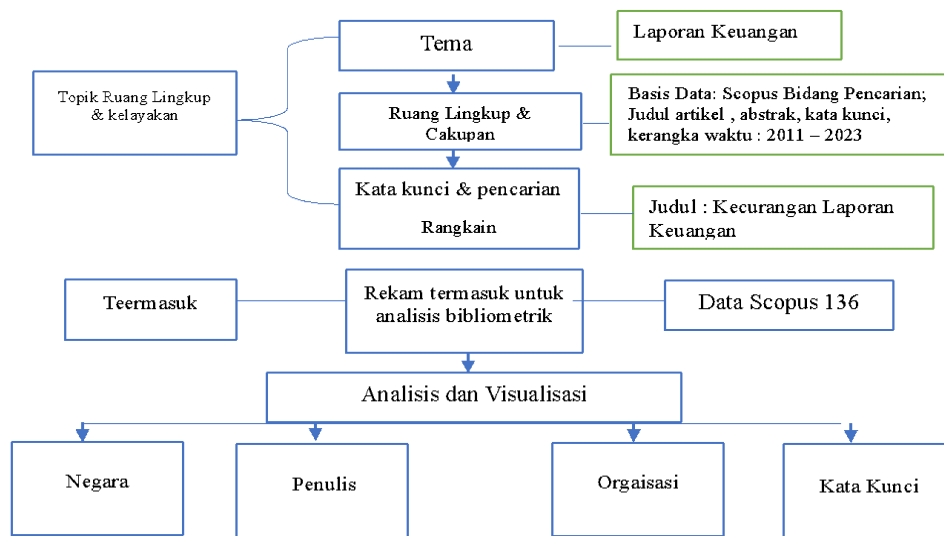 Tema
Laporan Keuangan
Topik Ruang Lingkup
& kelayakan
Ruang Lingkup &
Cakupan
Basis Data: Scopus Bidang Pencarian;
Judul artikel , abstrak, kata kunci,
kerangka waktu : 2011 – 2023
Kata kunci & pencarian
Rangkain
Judul : Kecurangan Laporan
Keuangan
Teermasuk
Rekam termasuk untuk
analisis bibliometrik
Data Scopus 136
Analisis dan Visualisasi
Negara
Penulis
Orgaisasi
Kata Kunci